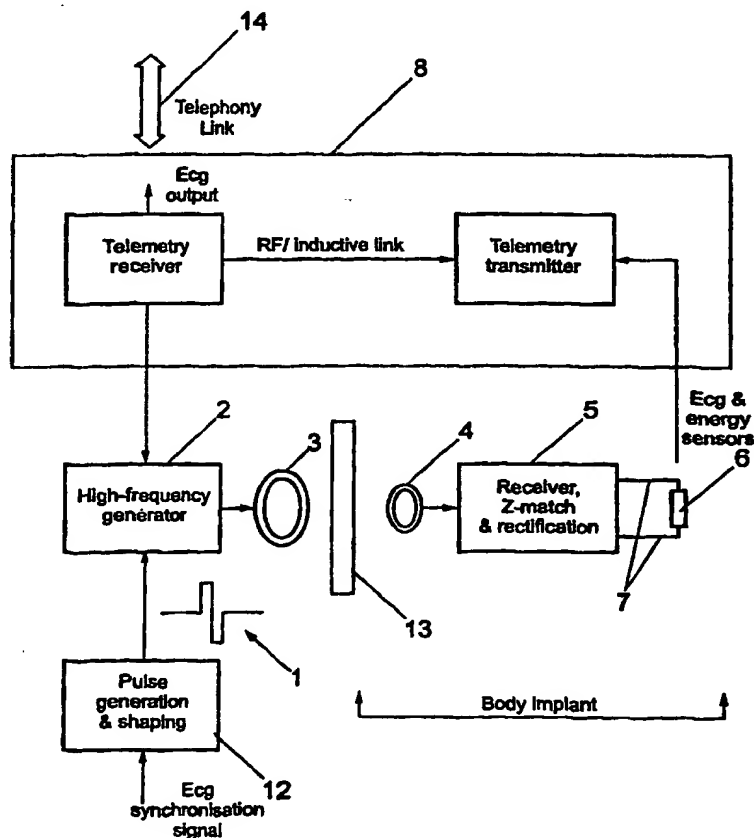 14
8
Telephony
Link
Ecg
output
Telemetry
receiver
RF/ inductive link
Telemetry
transmitter
2
3
4
5
Ecg &
energy
sensors
6
High-frequency
générator
Receiver,
Z-match
& rectification
7
13
1
Pulse
generation
& shaping
Body Implant
12
Ecg
synchronisation
signal